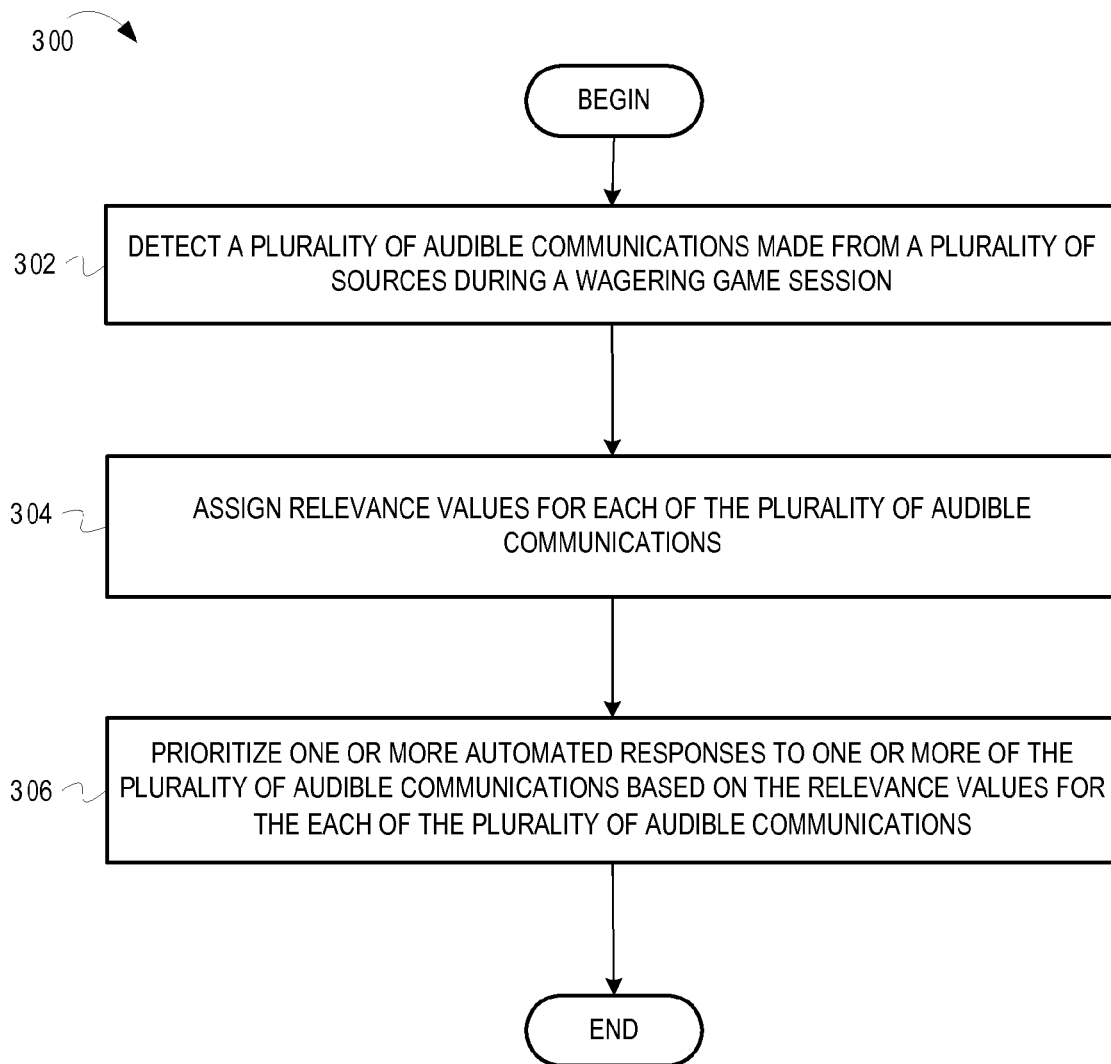 300
BEGIN
302
DETECT A PLURALITY OF AUDIBLE COMMUNICATIONS MADE FROM A PLURALITY OF
SOURCES DURING A WAGERING GAME SESSION
304
ASSIGN RELEVANCE VALUES FOR EACH OF THE PLURALITY OF AUDIBLE
COMMUNICATIONS
306
PRIORITIZE ONE OR MORE AUTOMATED RESPONSES TO ONE OR MORE OF THE
PLURALITY OF AUDIBLE COMMUNICATIONS BASED ON THE RELEVANCE VALUES FOR
THE EACH OF THE PLURALITY OF AUDIBLE COMMUNICATIONS
END